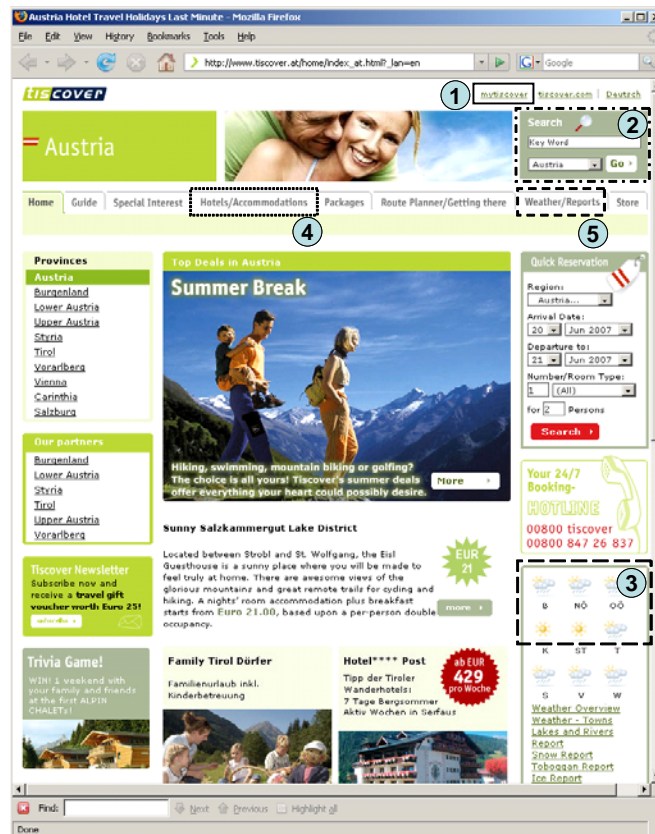 Austria Hotel Travel Holidays Last Minute - Mozilla Firefox
File Edit View History Bookmarks Tools Help
http://www.tiscover.at/home/index_at.html?_lan=en
Google
tiscover
1
mytiscover tiscover.com | Deutsch
Austria
Search
2
Key Word
Austria Go
Home Guide Special Interest Hotels/Accommodations Packages Route Planner/Getting there Weather/Reports Store
4
5
Provinces
Austria
Burgenland
Lower Austria
Upper Austria
Styria
Tirol
Vorarlberg
Vienna
Carinthia
Salzburg
Our partners
Burgenland
Lower Austria
Styria
Tirol
Upper Austria
Vorarlberg
Tiscover Newsletter
Subscribe now and
receive a travel gift
voucher worth Euro 25!
subscribe
Trivia Game!
WIN! 1 weekend with
your family and friends
at the first ALPIN
CHALETs!
Top Deals in Austria
Summer Break
Hiking, swimming, mountain biking or golfing?
The choice is all yours! Tiscover's summer deals
offer everything your heart could possibly desire.
More
Sunny Salzkammergut Lake District
Located between Strobl and St. Wolfgang, the Eisl
Guesthouse is a sunny place where you will be made to
feel truly at home. There are awesome views of the
glorious mountains and great remote trails for cycling and
hiking. A nights' room accommodation plus breakfast
starts from Euro 21.00, based upon a per-person double
occupancy.
EUR
21
more
Family Tirol Dörfer
Familienurlaub inkl.
Kinderbetreuung
Hotel**** Post
Tipp der Tiroler
Wanderhotels:
7 Tage Bergsommer
Aktiv Wochen in Serfaus
ab EUR
429
pro Woche
Quick Reservation
Region:
Austria...
Arrival Date:
20 Jun 2007
Departure to:
21 Jun 2007
Number/Room Type:
1 (All)
for 2 Persons
Search
Your 24/7
Booking-
HOTLINE
00800 tiscover
00800 847 26 837
3
B NÖ OÖ
K ST T
S V W
Weather Overview
Weather - Towns
Lakes and Rivers
Report
Snow Report
Toboggan Report
Ice Report
Find: Next Previous Highlight all
Done